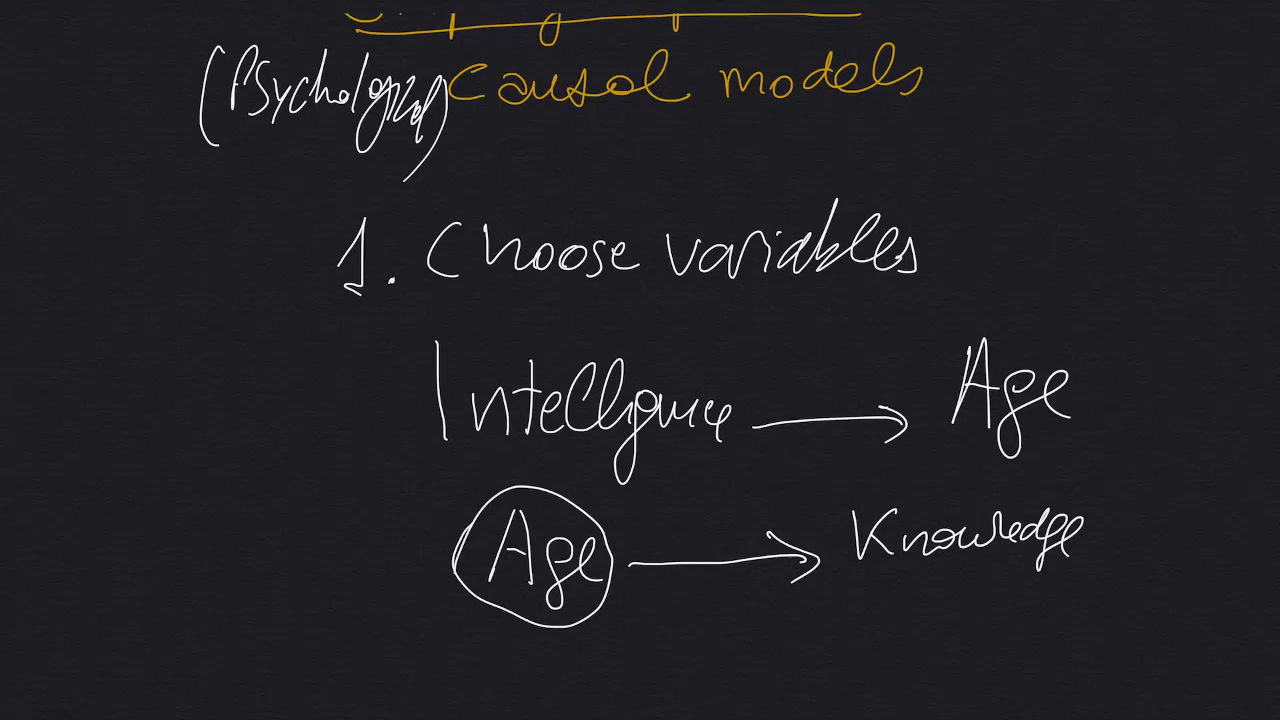 (Psychological) causal models
1. Choose variables
Intelligence → Age
Age → Knowledge